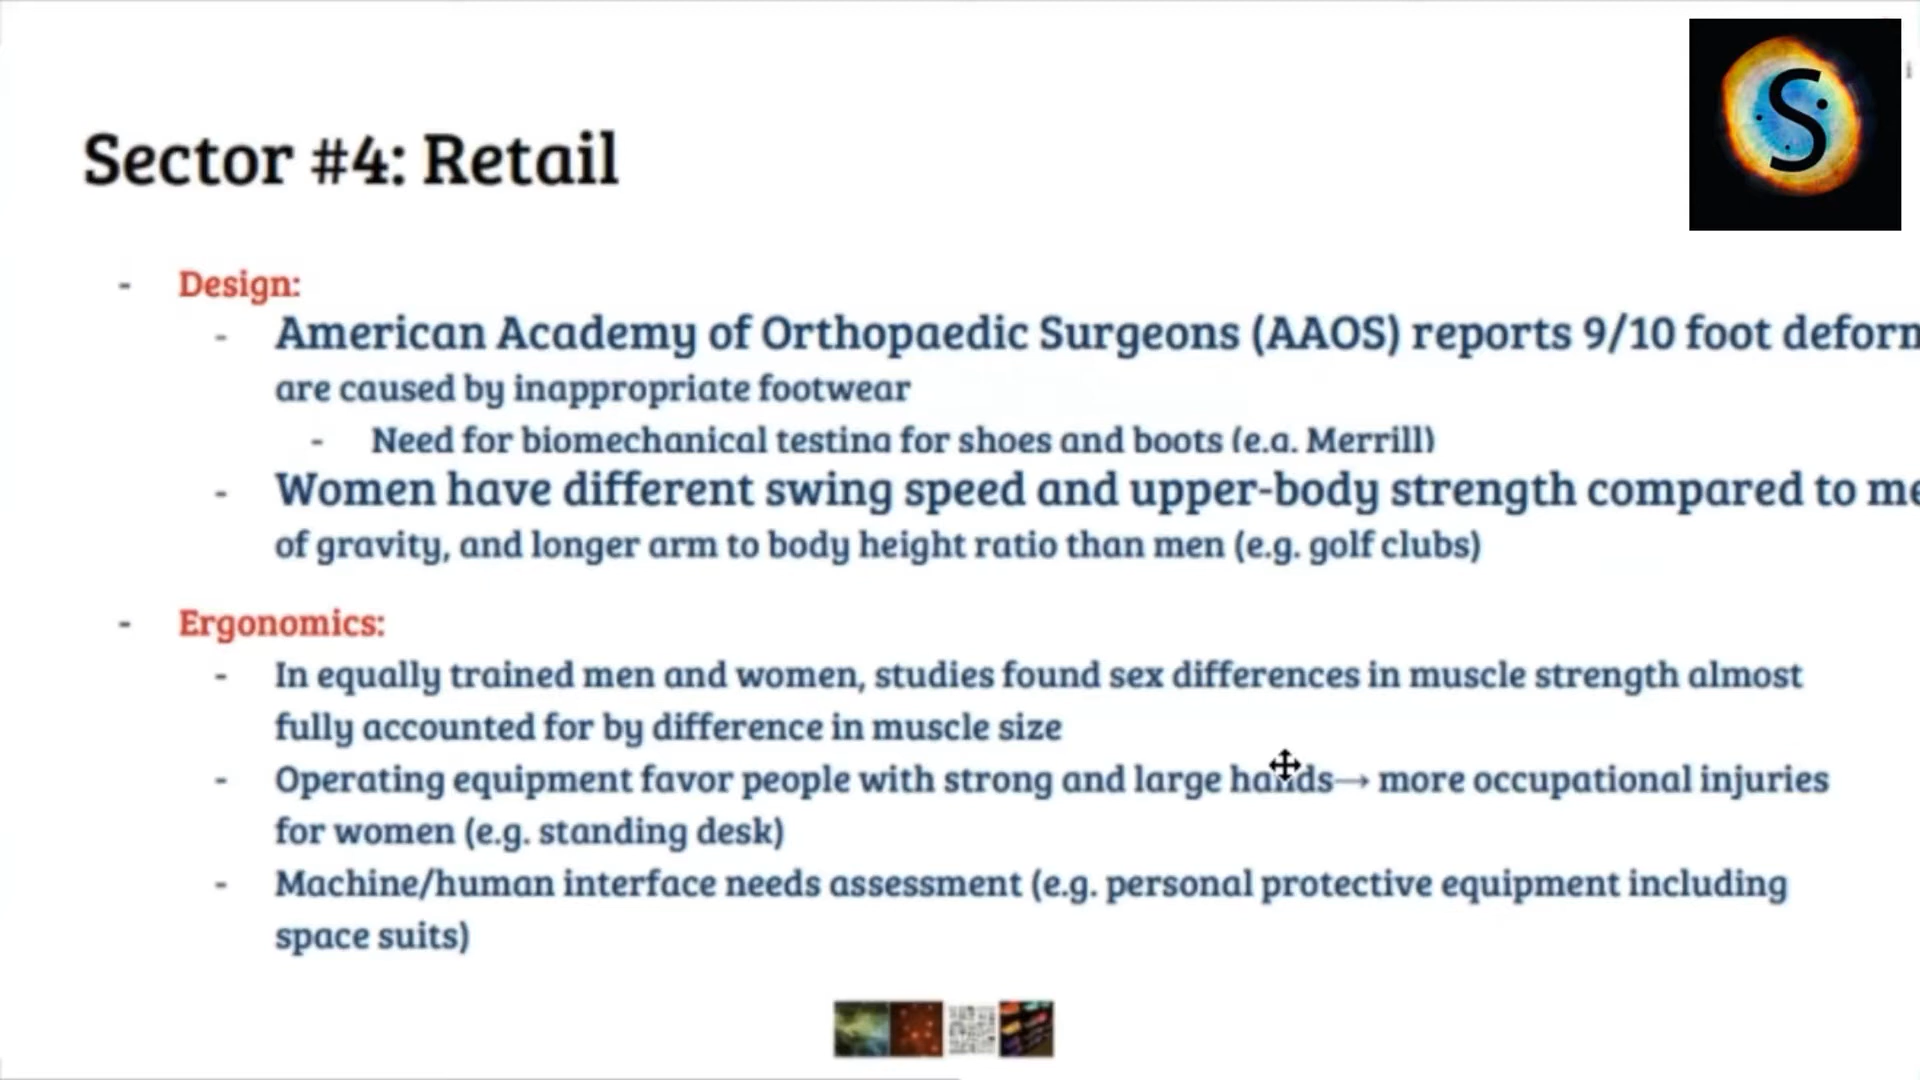 Sector #4: Retail
- Design:
- American Academy of Orthopaedic Surgeons (AAOS) reports 9/10 foot
are caused by inappropriate footwear
- Need for biomechanical testing for shoes and boots (e.g. Merrill)
- Women have different swing speed and upper-body strength compared to
of gravity, and longer arm to body height ratio than men (e.g. golf clubs)
- Ergonomics:
- In equally trained men and women, studies found sex differences in muscle strength almost
fully accounted for by difference in muscle size
- Operating equipment favor people with strong and large hands→ more occupational injuries
for women (e.g. standing desk)
- Machine/human interface needs assessment (e.g. personal protective equipment including
space suits)
S